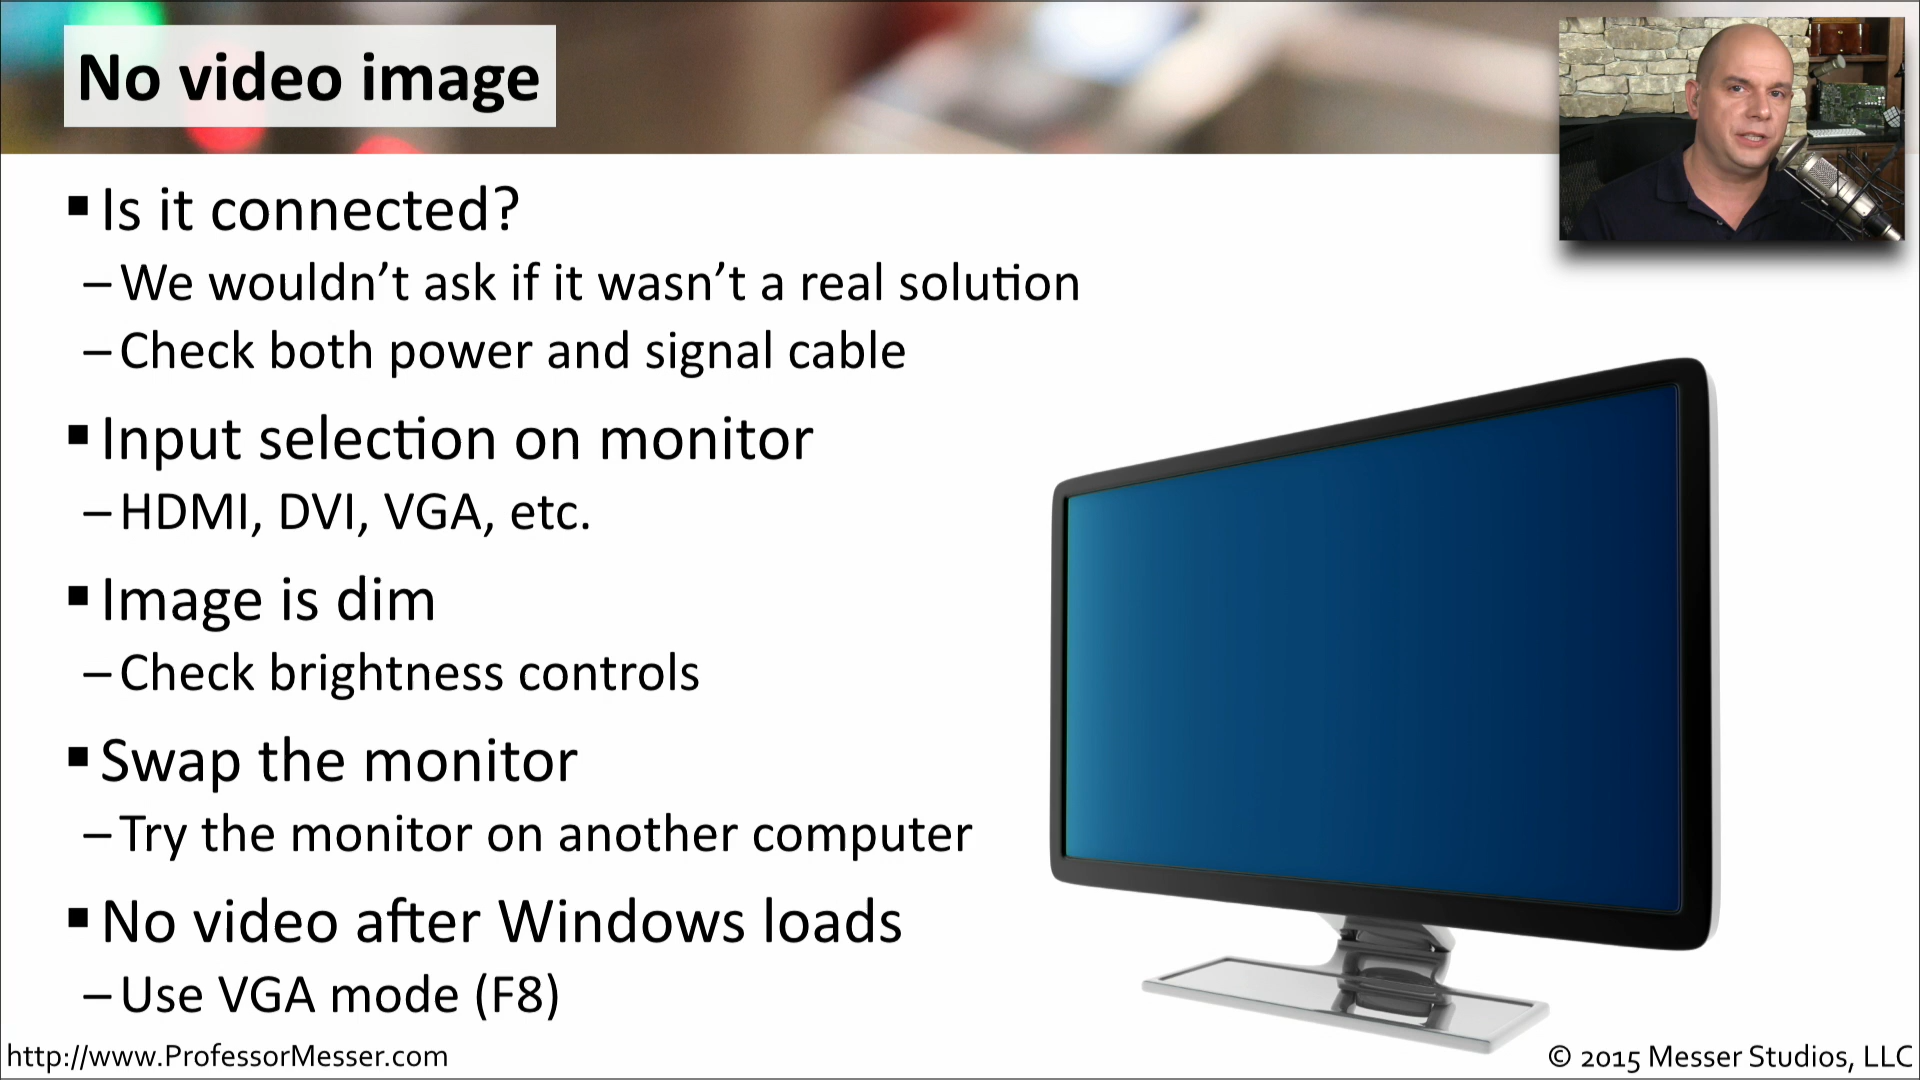 No video image
▪ Is it connected?
– We wouldn’t ask if it wasn’t a real solution
– Check both power and signal cable
▪ Input selection on monitor
– HDMI, DVI, VGA, etc.
▪ Image is dim
– Check brightness controls
▪ Swap the monitor
– Try the monitor on another computer
▪ No video after Windows loads
– Use VGA mode (F8)
http://www.ProfessorMesser.com
© 2015 Messer Studios, LLC